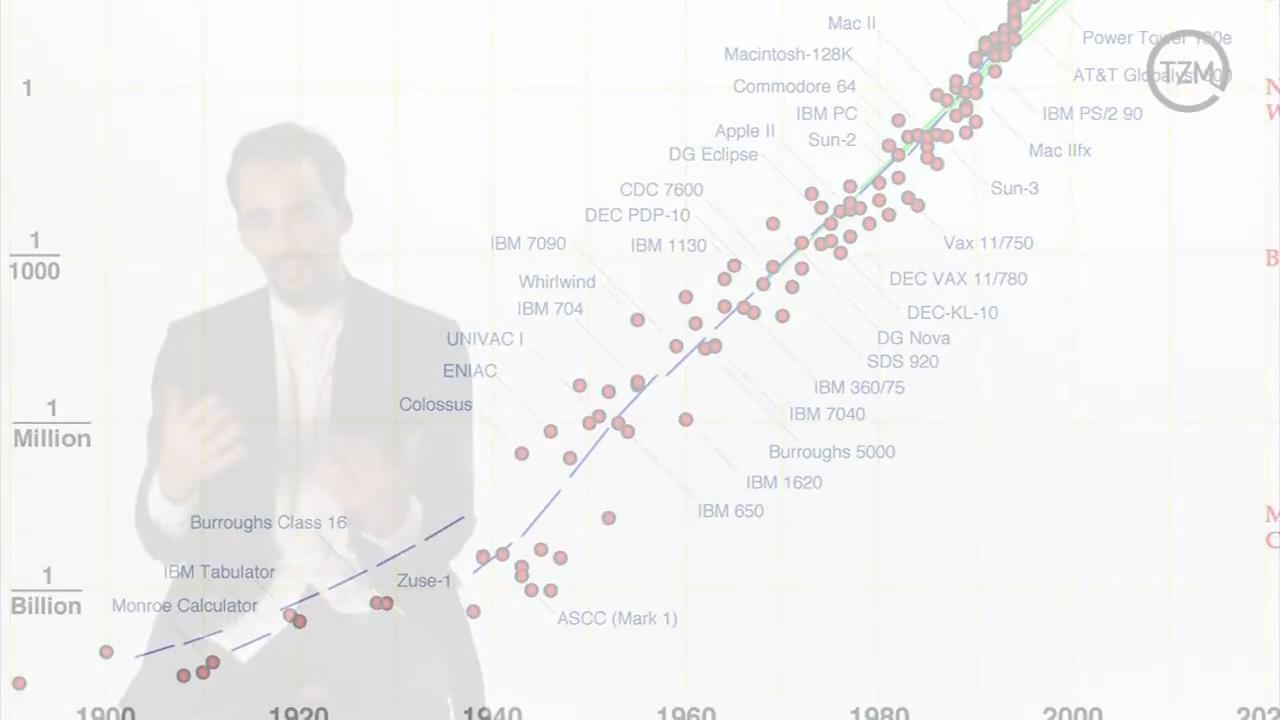 Mac II
Power Tower 180e
Macintosh-128K
TZM
AT&T Globalyst 600
1
Commodore 64
IBM PC
IBM PS/2 90
N
W
Apple II
Sun-2
Mac IIfx
DG Eclipse
CDC 7600
Sun-3
DEC PDP-10
IBM 7090
IBM 1130
Vax 11/750
1
1000
B
Whirlwind
DEC VAX 11/780
IBM 704
DEC-KL-10
UNIVAC I
DG Nova
ENIAC
SDS 920
IBM 360/75
Colossus
IBM 7040
1
Million
Burroughs 5000
IBM 1620
IBM 650
M
C
Burroughs Class 16
IBM Tabulator
Zuse-1
1
Billion
Monroe Calculator
ASCC (Mark 1)
1900
1920
1940
1960
1980
2000
202